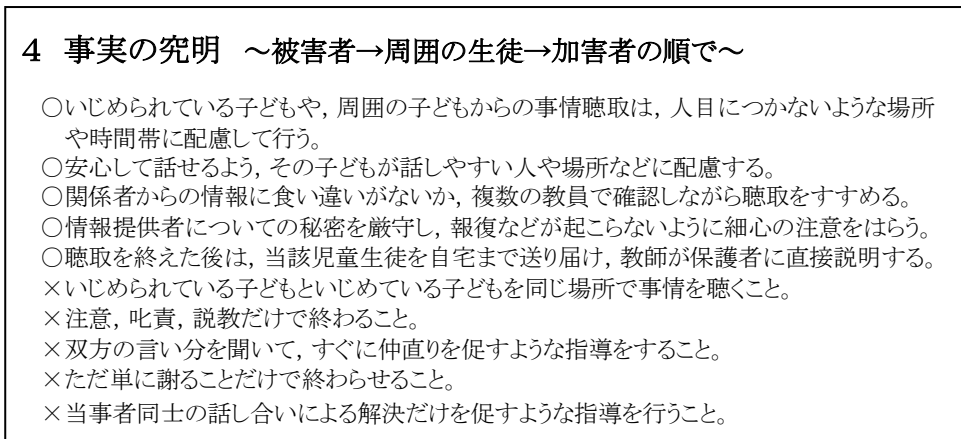 4 事実の究明 ～被害者→周囲の生徒→加害者の順で～
○いじめられている子どもや，周囲の子どもからの事情聴取は，人目につかないような場所
や時間帯に配慮して行う。
○安心して話せるよう，その子どもが話しやすい人や場所などに配慮する。
○関係者からの情報に食い違いがないか，複数の教員で確認しながら聴取をすすめる。
○情報提供者についての秘密を厳守し，報復などが起こらないように細心の注意をはらう。
○聴取を終えた後は，当該児童生徒を自宅まで送り届け，教師が保護者に直接説明する。
×いじめられている子どもといじめている子どもを同じ場所で事情を聴くこと。
×注意，叱責，説教だけで終わること。
×双方の言い分を聞いて，すぐに仲直りを促すような指導をすること。
×ただ単に謝ることだけで終わらせること。
×当事者同士の話し合いによる解決だけを促すような指導を行うこと。